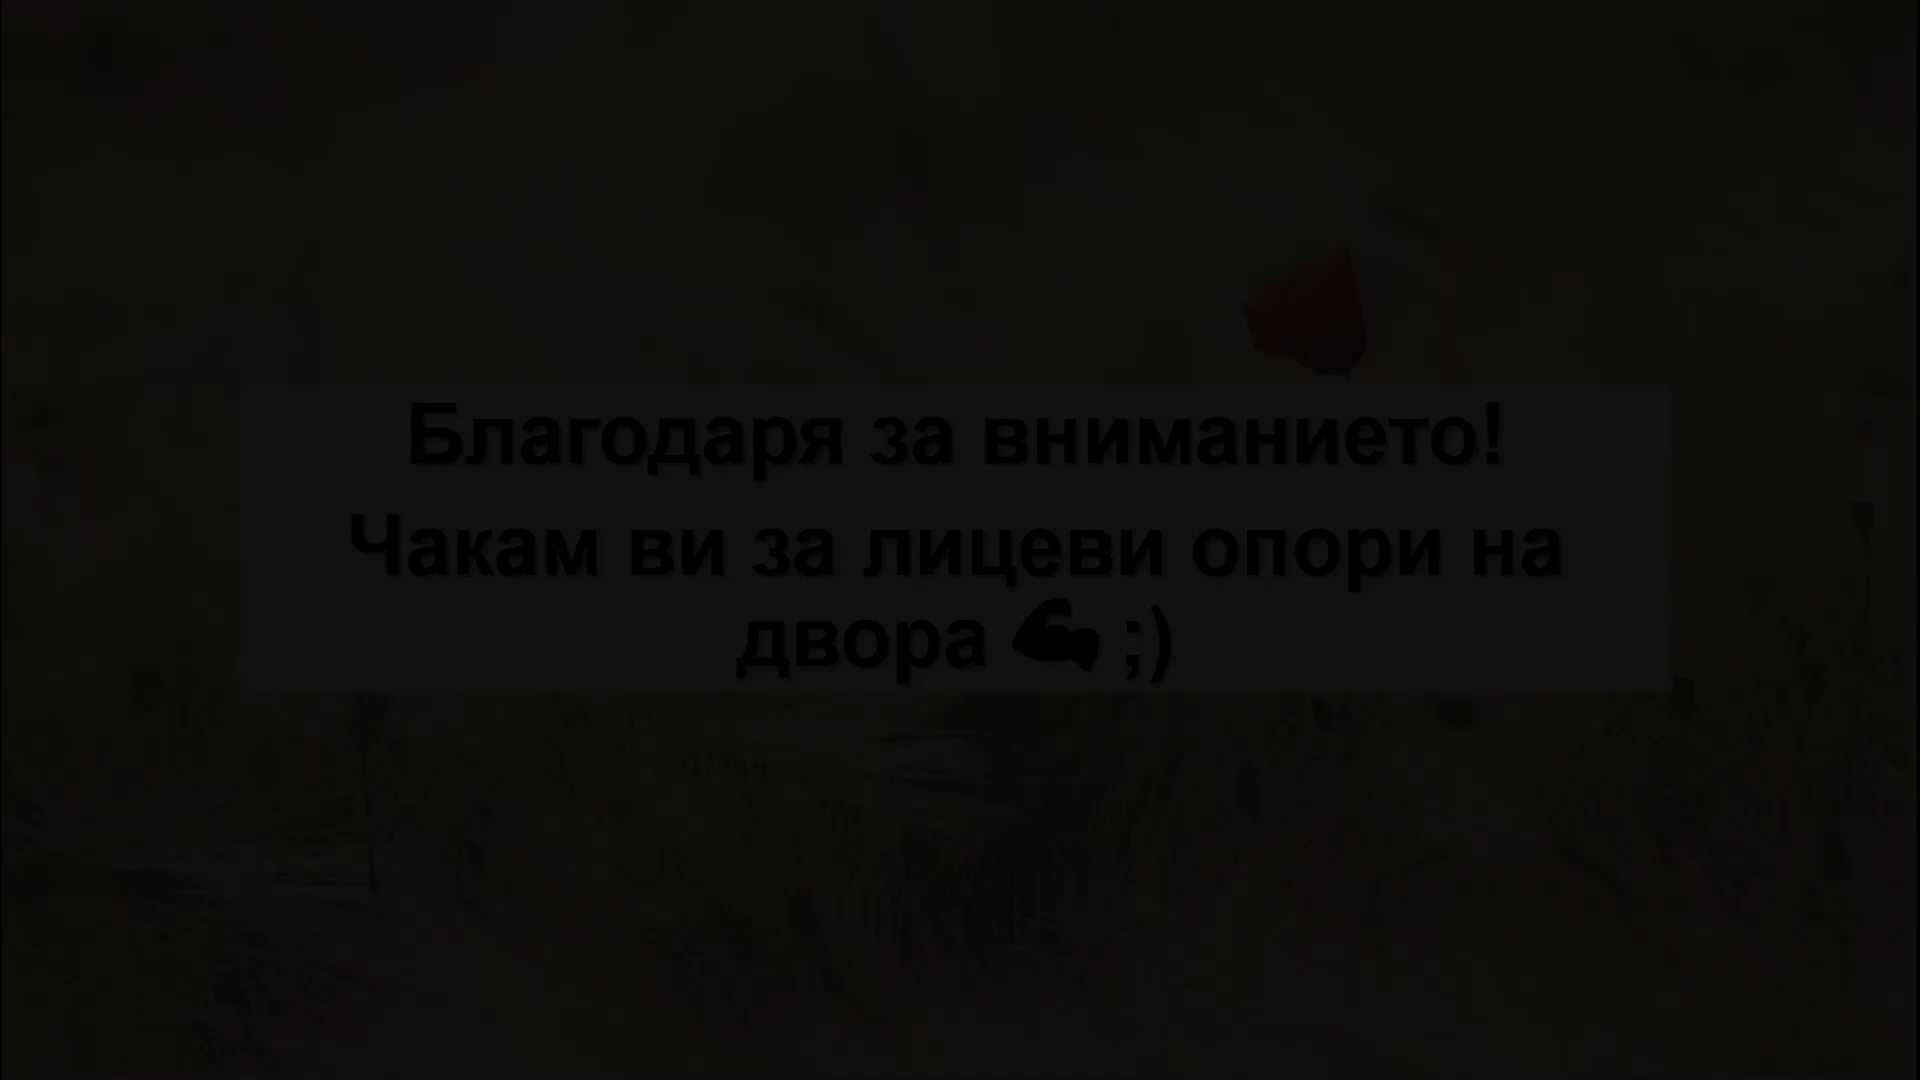 Благодаря за вниманието!
Чакам ви за лицеви опори на
двора 💪 ;)